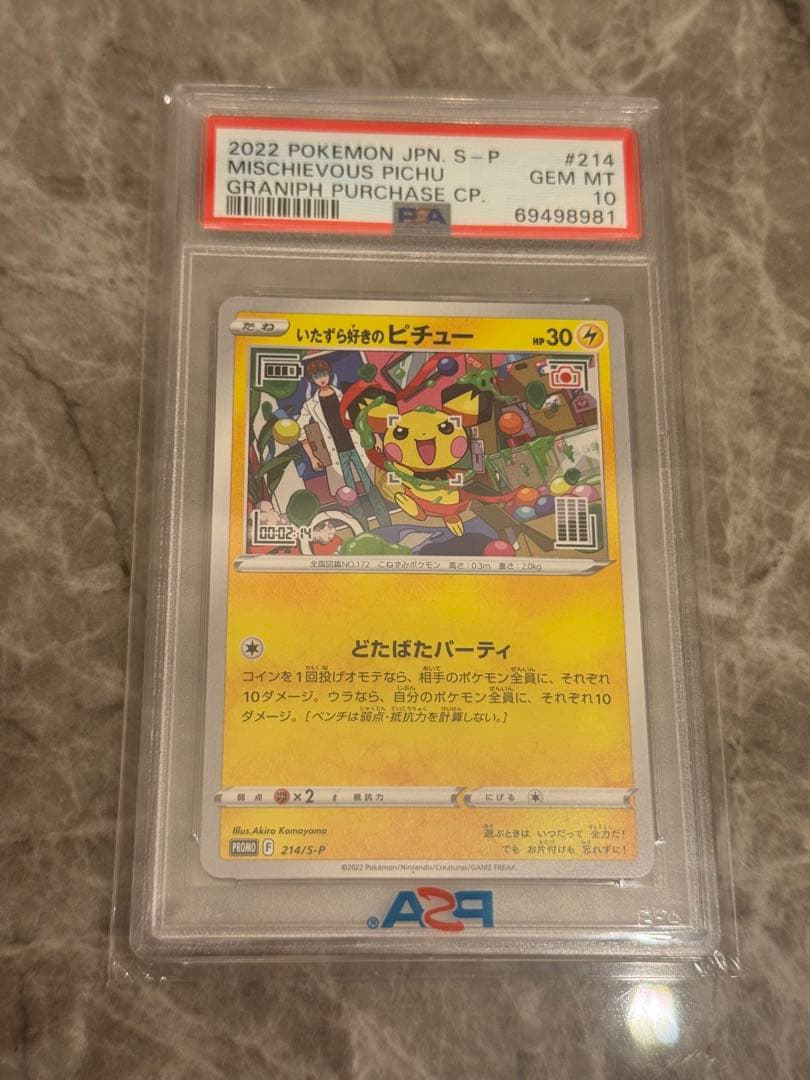 2022 POKEMON JPN. S-P #214
MISCHIEVOUS PICHU GEM MT
GRANIPH PURCHASE CP. 10
PSA 69498981
たね いたずら好きのピチュー HP30
00:02:14
全国図鑑NO.172 こねずみポケモン 高さ:0.3m 重さ:2.0kg
どたばたパーティ
コインを1回投げオモテなら、相手のポケモン全員に、それぞれ
10ダメージ。ウラなら、自分のポケモン全員に、それぞれ10
ダメージ。[ベンチは弱点・抵抗力を計算しない。]
弱点 ×2 抵抗力 にげる
Illus.Akira Komayama
遊ぶときは いつだって 全力だ!
PROMO F 214/S-P
でも お片付けも 忘れずに!
©2022 Pokémon/Nintendo/Creatures/GAME FREAK.
PSA®